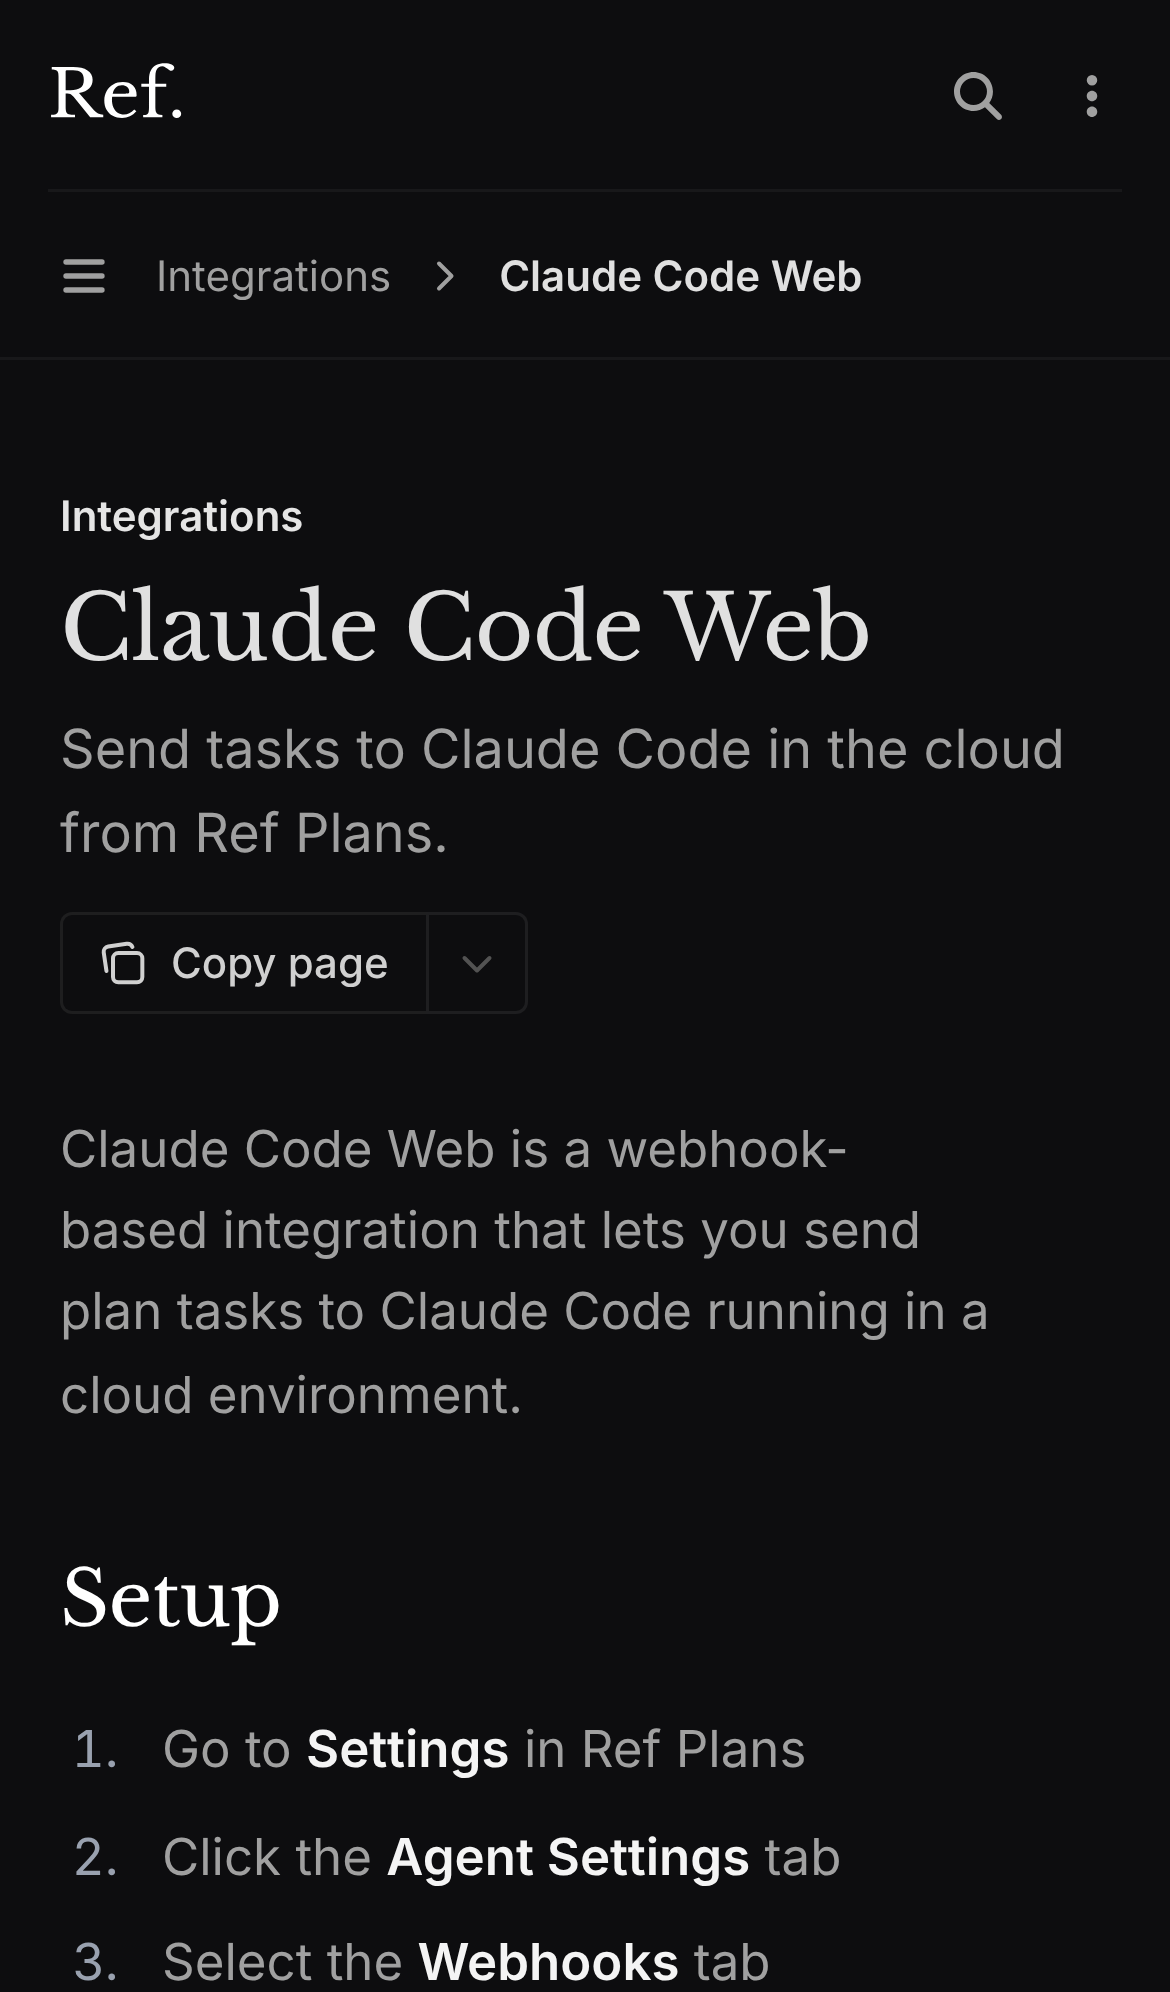 Ref.
Integrations > Claude Code Web
Integrations
Claude Code Web
Send tasks to Claude Code in the cloud
from Ref Plans.
Copy page
Claude Code Web is a webhook-
based integration that lets you send
plan tasks to Claude Code running in a
cloud environment.
Setup
1. Go to Settings in Ref Plans
2. Click the Agent Settings tab
3. Select the Webhooks tab